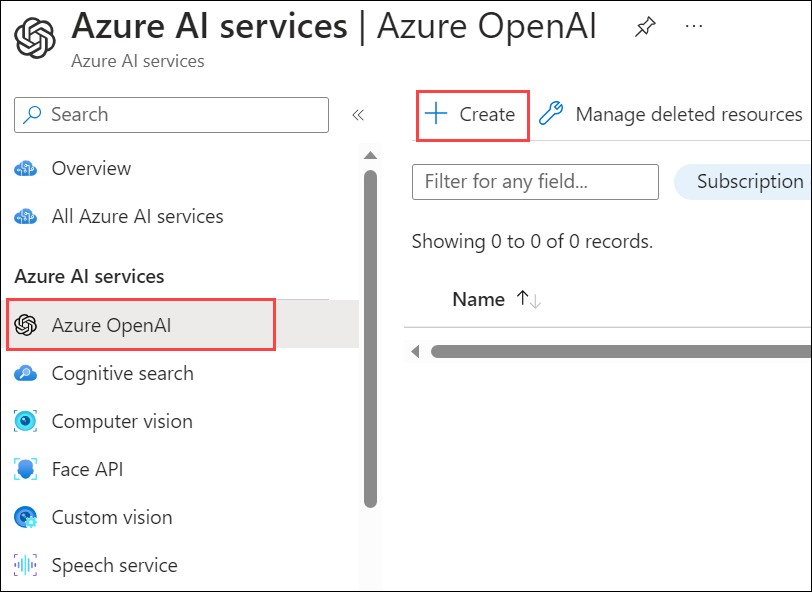 Azure AI services | Azure OpenAI
Azure AI services
Search
Overview
All Azure AI services
Azure AI services
Azure OpenAI
Cognitive search
Computer vision
Face API
Custom vision
Speech service
Create
Manage deleted resources
Filter for any field...
Subscription
Showing 0 to 0 of 0 records.
Name